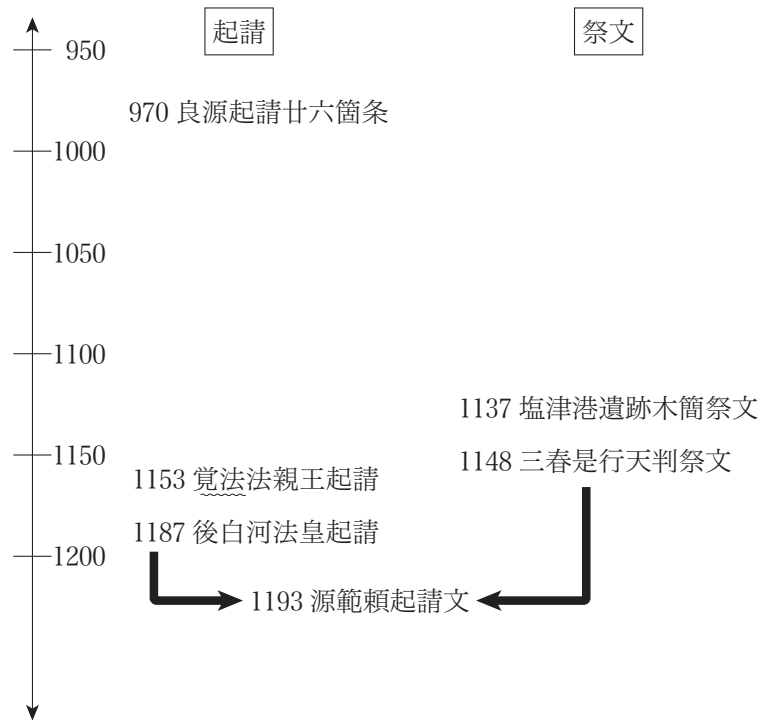 起請
祭文
950
970 良源起請廿六箇条
1000
1050
1100
1137 塩津港遺跡木簡祭文
1150
1148 三春是行天判祭文
1153 覚法法親王起請
1187 後白河法皇起請
1200
1193 源範頼起請文